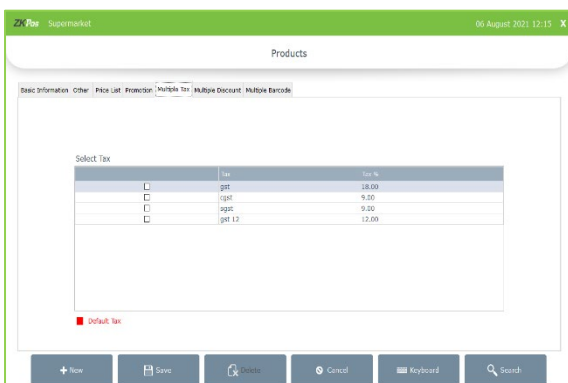 ZKPos Supermarket 06 August 2021 12:15 X
Products
Basic Information Other Price List Promotion Multiple Tax Multiple Discount Multiple Barcode
Select Tax
Tax Tax %
gst 18.00
cgst 9.00
sgst 9.00
gst 12 12.00
Default Tax
New Save Delete Cancel Keyboard Search